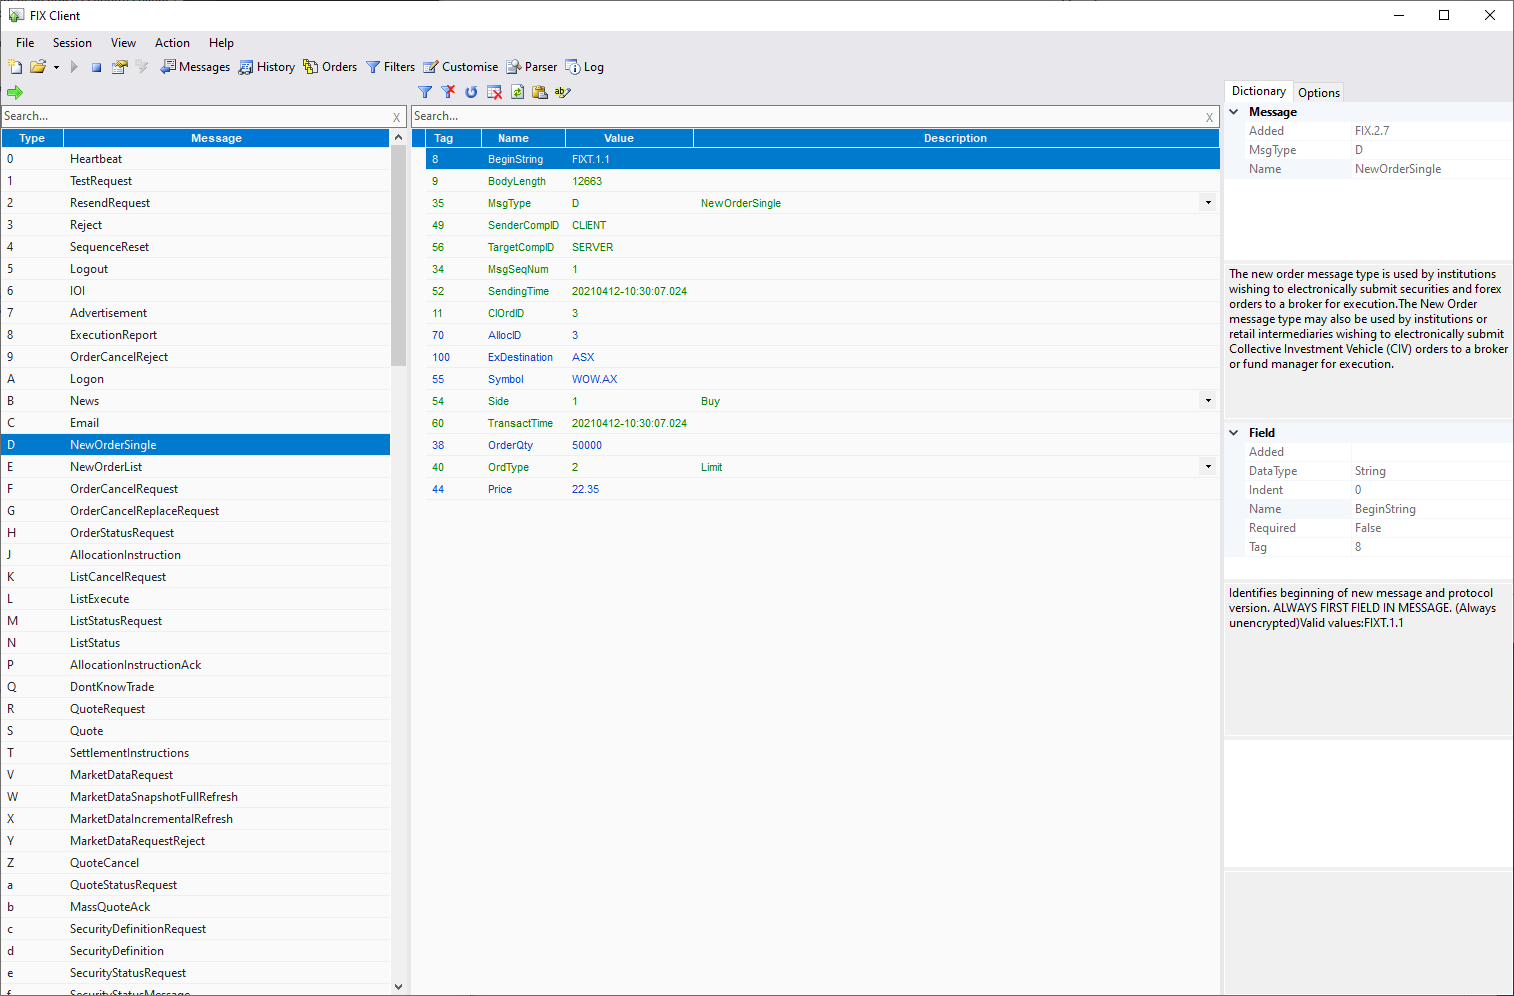 FIX Client
File Session View Action Help
Messages History Orders Filters Customise Parser Log
Dictionary Options
Search... X
Type Message
0 Heartbeat
1 TestRequest
2 ResendRequest
3 Reject
4 SequenceReset
5 Logout
6 IOI
7 Advertisement
8 ExecutionReport
9 OrderCancelReject
A Logon
B News
C Email
D NewOrderSingle
E NewOrderList
F OrderCancelRequest
G OrderCancelReplaceRequest
H OrderStatusRequest
J AllocationInstruction
K ListCancelRequest
L ListExecute
M ListStatusRequest
N ListStatus
P AllocationInstructionAck
Q DontKnowTrade
R QuoteRequest
S Quote
T SettlementInstructions
V MarketDataRequest
W MarketDataSnapshotFullRefresh
X MarketDataIncrementalRefresh
Y MarketDataRequestReject
Z QuoteCancel
a QuoteStatusRequest
b MassQuoteAck
c SecurityDefinitionRequest
d SecurityDefinition
e SecurityStatusRequest
f SecurityStatusMessage
Search... X
Tag Name Value Description
8 BeginString FIXT.1.1
9 BodyLength 12663
35 MsgType D NewOrderSingle
49 SenderCompID CLIENT
56 TargetCompID SERVER
34 MsgSeqNum 1
52 SendingTime 20210412-10:30:07.024
11 ClOrdID 3
70 AllocID 3
100 ExDestination ASX
55 Symbol WOW.AX
54 Side 1 Buy
60 TransactTime 20210412-10:30:07.024
38 OrderQty 50000
40 OrdType 2 Limit
44 Price 22.35
Message
Added FIX.2.7
MsgType D
Name NewOrderSingle
The new order message type is used by institutions
wishing to electronically submit securities and forex
orders to a broker for execution.The New Order
message type may also be used by institutions or
retail intermediaries wishing to electronically submit
Collective Investment Vehicle (CIV) orders to a broker
or fund manager for execution.
Field
Added
DataType String
Indent 0
Name BeginString
Required False
Tag 8
Identifies beginning of new message and protocol
version. ALWAYS FIRST FIELD IN MESSAGE. (Always
unencrypted)Valid values:FIXT.1.1